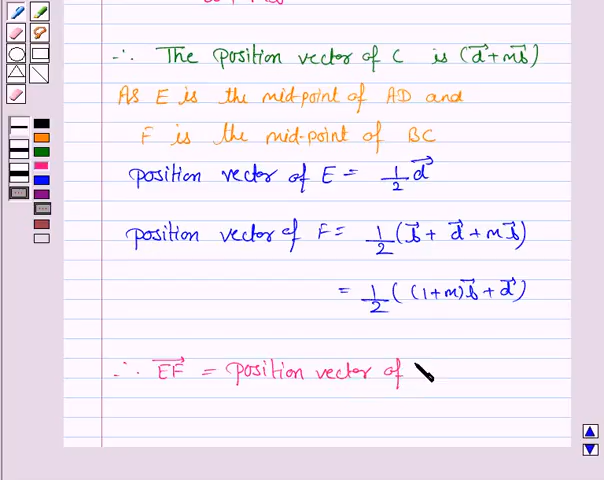 ∴ The position vector of C is (d⃗ + mb⃗)
As E is the mid-point of AD and
F is the mid-point of BC
position vector of E = 1/2 d⃗
position vector of F = 1/2 (b⃗ + d⃗ + mb⃗)
= 1/2 ((1+m)b⃗ + d⃗)
∴ EF⃗ = position vector of